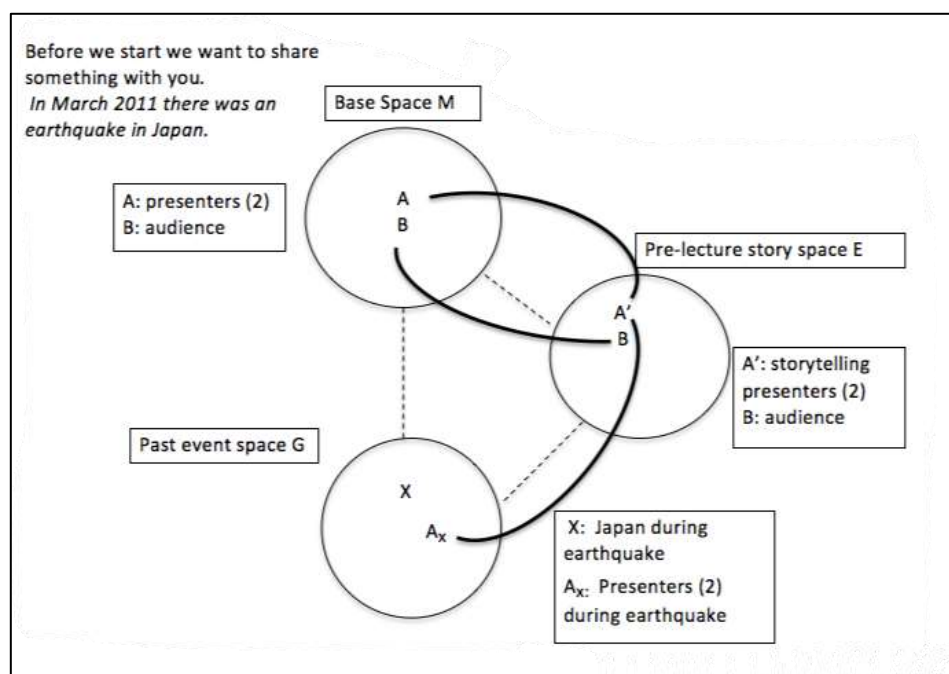 Before we start we want to share
something with you.
In March 2011 there was an
earthquake in Japan.
Base Space M
A: presenters (2)
B: audience
A
B
Pre-lecture story space E
A′
B
A′: storytelling
presenters (2)
B: audience
Past event space G
X
Aₓ
X: Japan during
earthquake
Aₓ: Presenters (2)
during earthquake